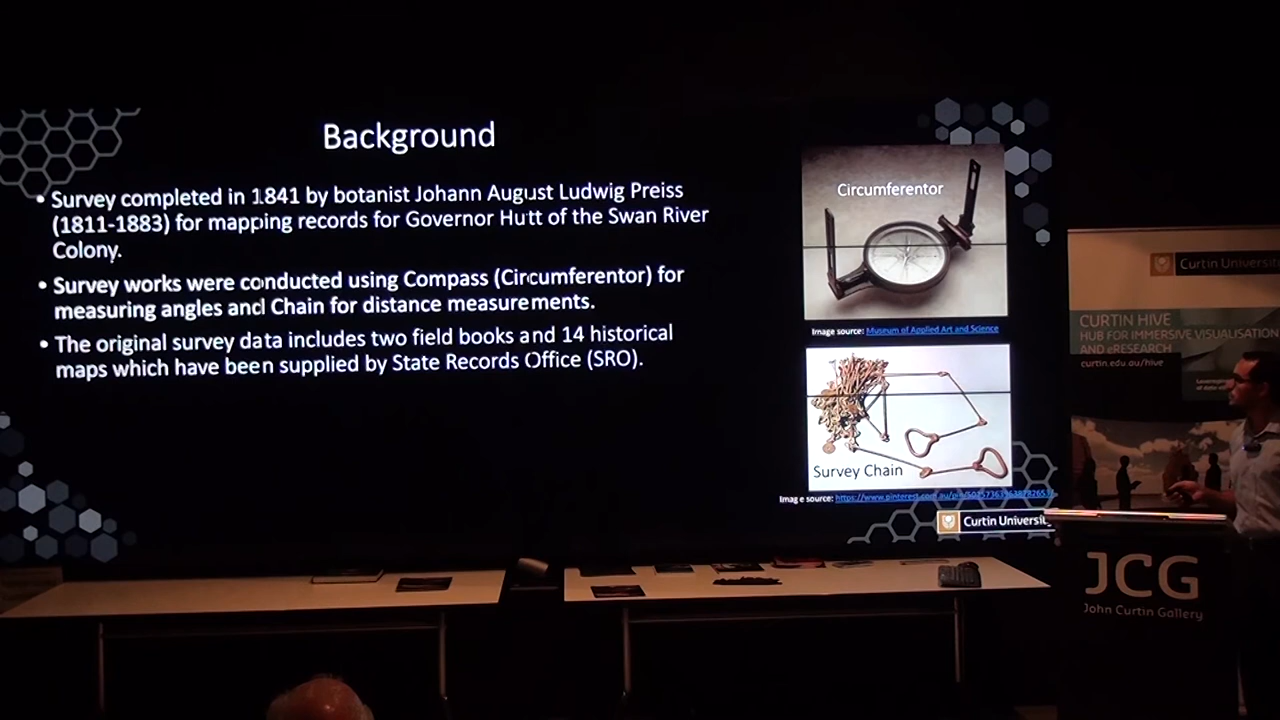 Background
• Survey completed in 1841 by botanist Johann August Ludwig Preiss
(1811-1883) for mapping records for Governor Hutt of the Swan River
Colony.
• Survey works were conducted using Compass (Circumferentor) for
measuring angles and Chain for distance measurements.
• The original survey data includes two field books and 14 historical
maps which have been supplied by State Records Office (SRO).
Circumferentor
Image source: Museum of Applied Art and Science
Survey Chain
Image source:
Curtin Universit
Curtin Universit
CURTIN HIVE
HUB FOR IMMERSIVE VISUALISATION
AND eRESEARCH
curtin.edu.au/hive
JCG
John Curtin Gallery